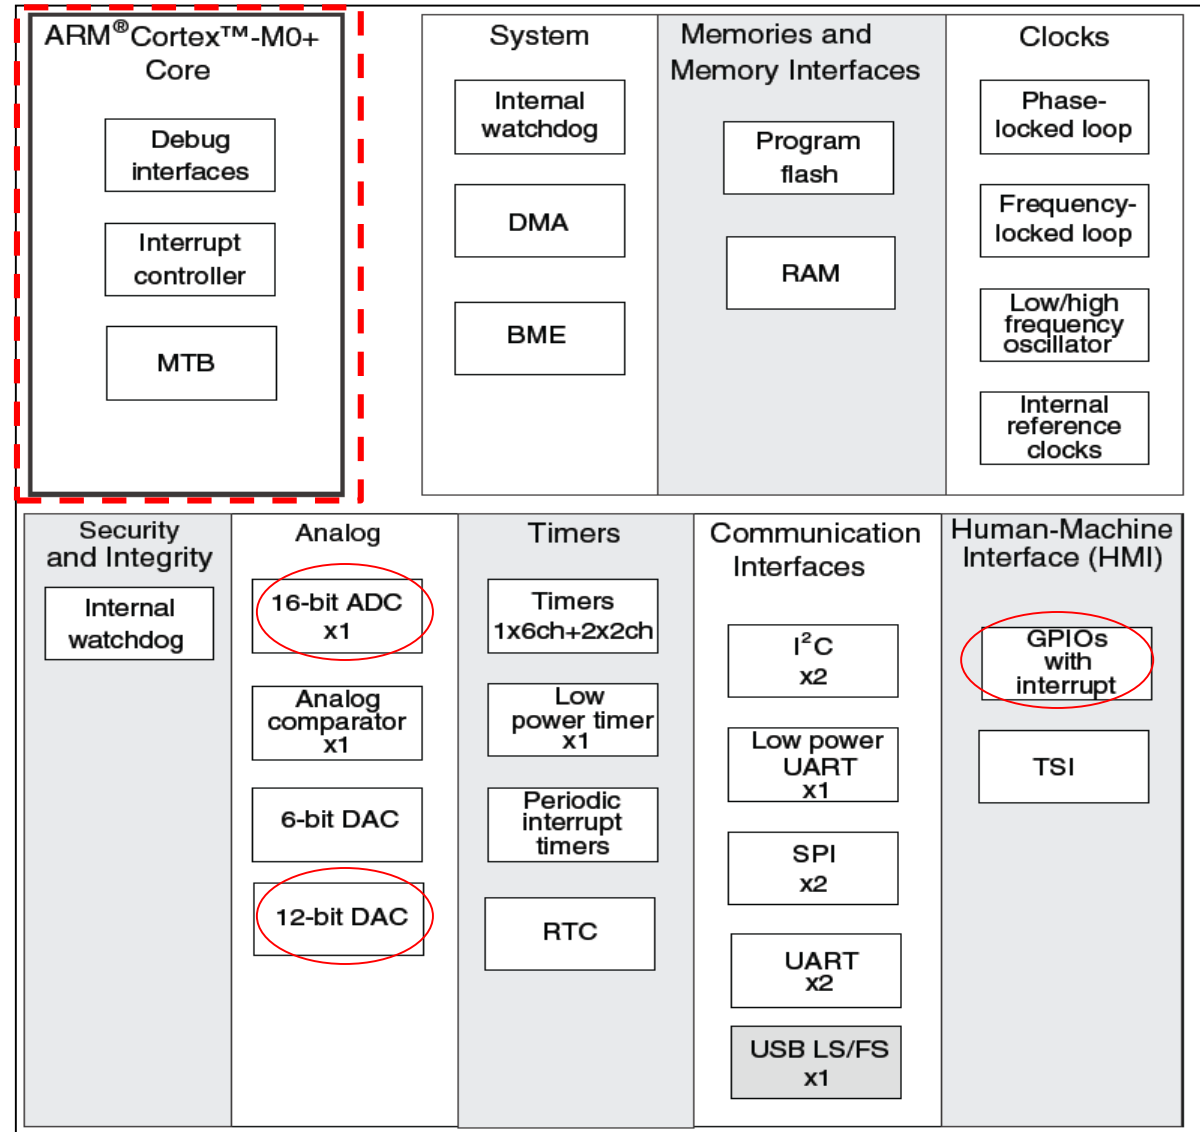 ARM®Cortex™-M0+
Core
Debug
interfaces
Interrupt
controller
MTB
System
Internal
watchdog
DMA
BME
Memories and
Memory Interfaces
Program
flash
RAM
Clocks
Phase-
locked loop
Frequency-
locked loop
Low/high
frequency
oscillator
Internal
reference
clocks
Security
and Integrity
Internal
watchdog
Analog
16-bit ADC
x1
Analog
comparator
x1
6-bit DAC
12-bit DAC
Timers
Timers
1x6ch+2x2ch
Low
power timer
x1
Periodic
interrupt
timers
RTC
Communication
Interfaces
I²C
x2
Low power
UART
x1
SPI
x2
UART
x2
USB LS/FS
x1
Human-Machine
Interface (HMI)
GPIOs
with
interrupt
TSI